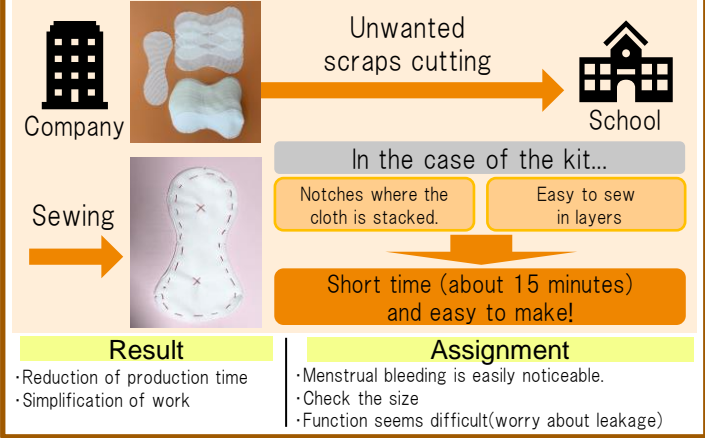 Company
Unwanted
scraps cutting
School
Sewing
In the case of the kit...
Notches where the
cloth is stacked.
Easy to sew
in layers
Short time (about 15 minutes)
and easy to make!
Result
・Reduction of production time
・Simplification of work
Assignment
・Menstrual bleeding is easily noticeable.
・Check the size
・Function seems difficult(worry about leakage)